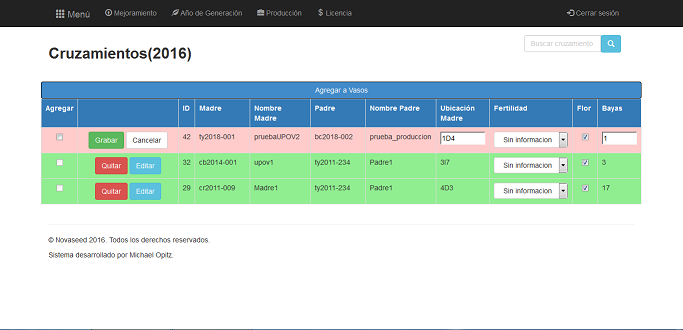 Menú Mejoramiento Año de Generación Producción Licencia Cerrar sesión
Cruzamientos(2016)
Buscar cruzamiento
Agregar a Vasos
Agregar ID Madre Nombre Madre Padre Nombre Padre Ubicación Madre Fertilidad Flor Bayas
Grabar Cancelar 42 ty2018-001 pruebaUPOV2 bc2018-002 prueba_produccion 1D4 Sin informacion 1
Quitar Editar 32 cb2014-001 upov1 ty2011-234 Padre1 3I7 Sin informacion 3
Quitar Editar 29 cr2011-009 Madre1 ty2011-234 Padre1 4D3 Sin informacion 17
© Novaseed 2016. Todos los derechos reservados.
Sistema desarrollado por Michael Opitz.